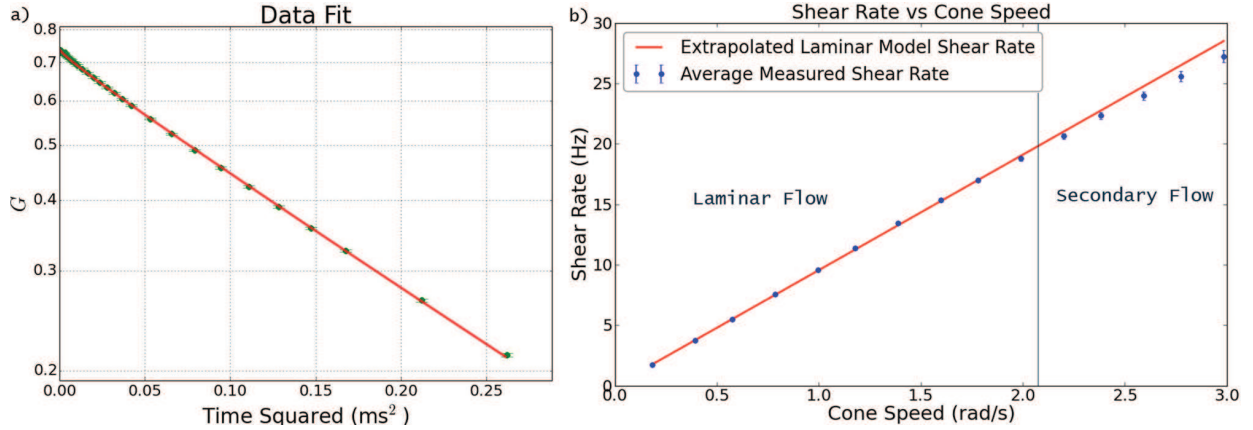 a)
Data Fit
0.8
0.7
0.6
0.5
0.4
0.3
0.2
G
0.00 0.05 0.10 0.15 0.20 0.25
Time Squared (ms²)
b)
Shear Rate vs Cone Speed
Extrapolated Laminar Model Shear Rate
Average Measured Shear Rate
30
25
20
15
10
5
0
Shear Rate (Hz)
Laminar Flow
Secondary Flow
0.0 0.5 1.0 1.5 2.0 2.5 3.0
Cone Speed (rad/s)